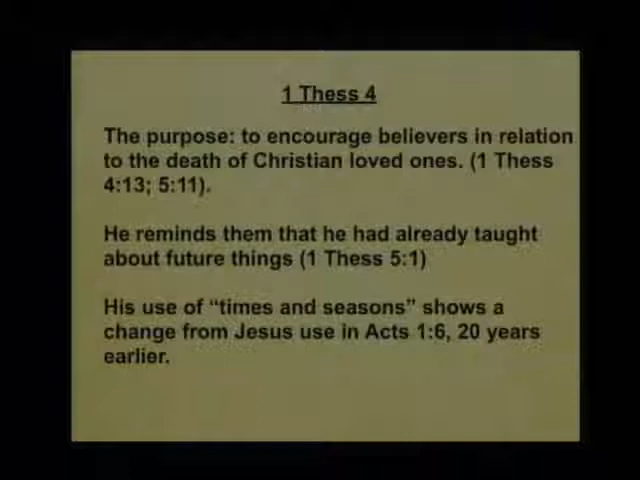 1 Thess 4
The purpose: to encourage believers in relation
to the death of Christian loved ones. (1 Thess
4:13; 5:11).
He reminds them that he had already taught
about future things (1 Thess 5:1)
His use of “times and seasons” shows a
change from Jesus use in Acts 1:6, 20 years
earlier.